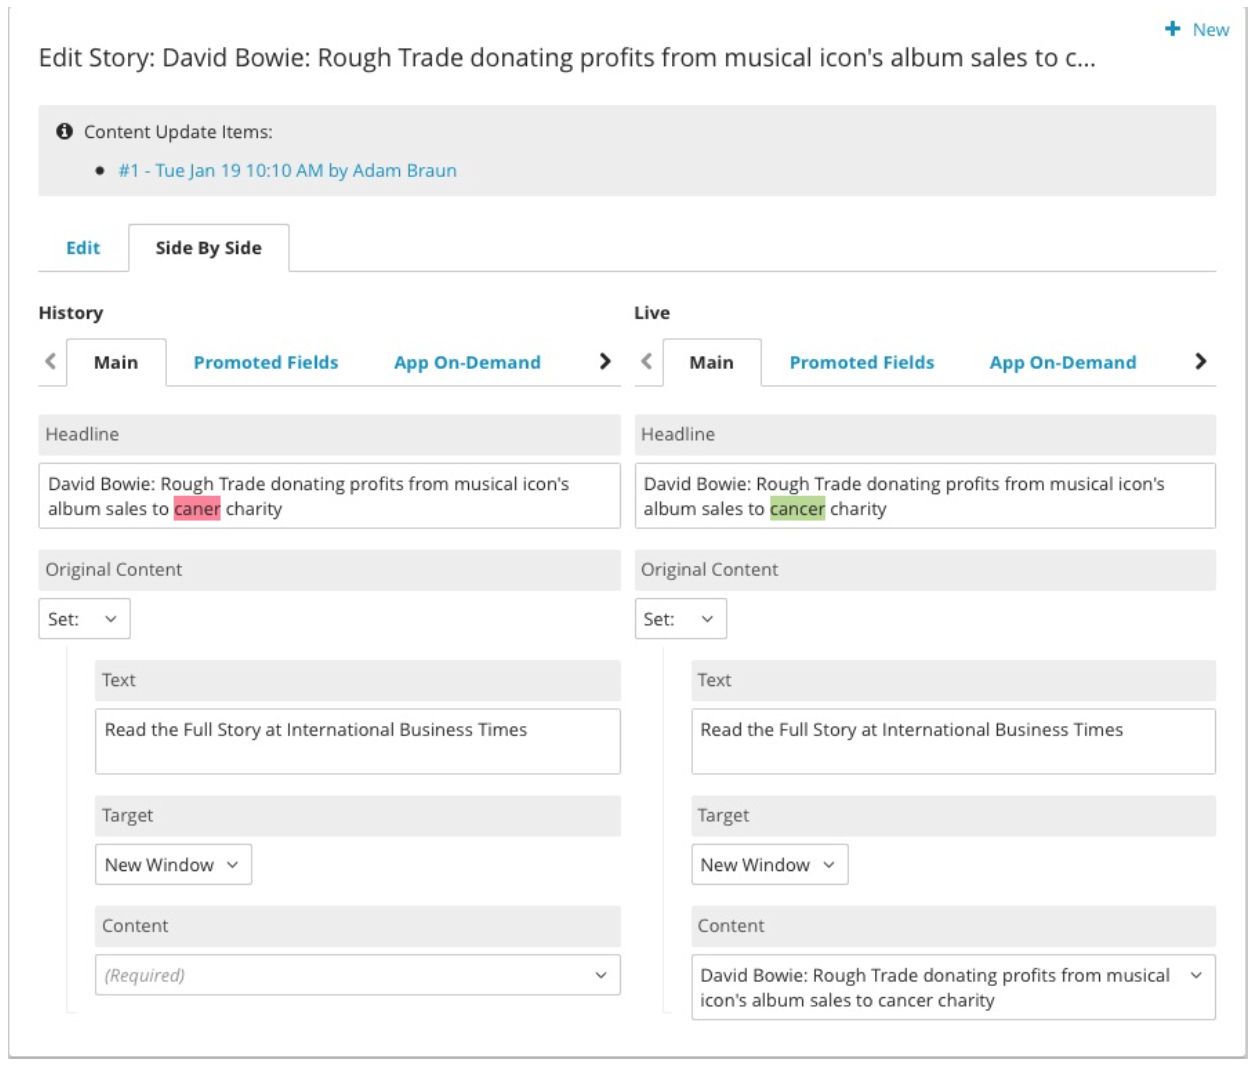 New
Edit Story: David Bowie: Rough Trade donating profits from musical icon's album sales to c...
Content Update Items:
#1 - Tue Jan 19 10:10 AM by Adam Braun
Edit
Side By Side
History
Main
Promoted Fields
App On-Demand
Headline
David Bowie: Rough Trade donating profits from musical icon's
album sales to caner charity
Original Content
Set:
Text
Read the Full Story at International Business Times
Target
New Window
Content
(Required)
Live
Main
Promoted Fields
App On-Demand
Headline
David Bowie: Rough Trade donating profits from musical icon's
album sales to cancer charity
Original Content
Set:
Text
Read the Full Story at International Business Times
Target
New Window
Content
David Bowie: Rough Trade donating profits from musical
icon's album sales to cancer charity